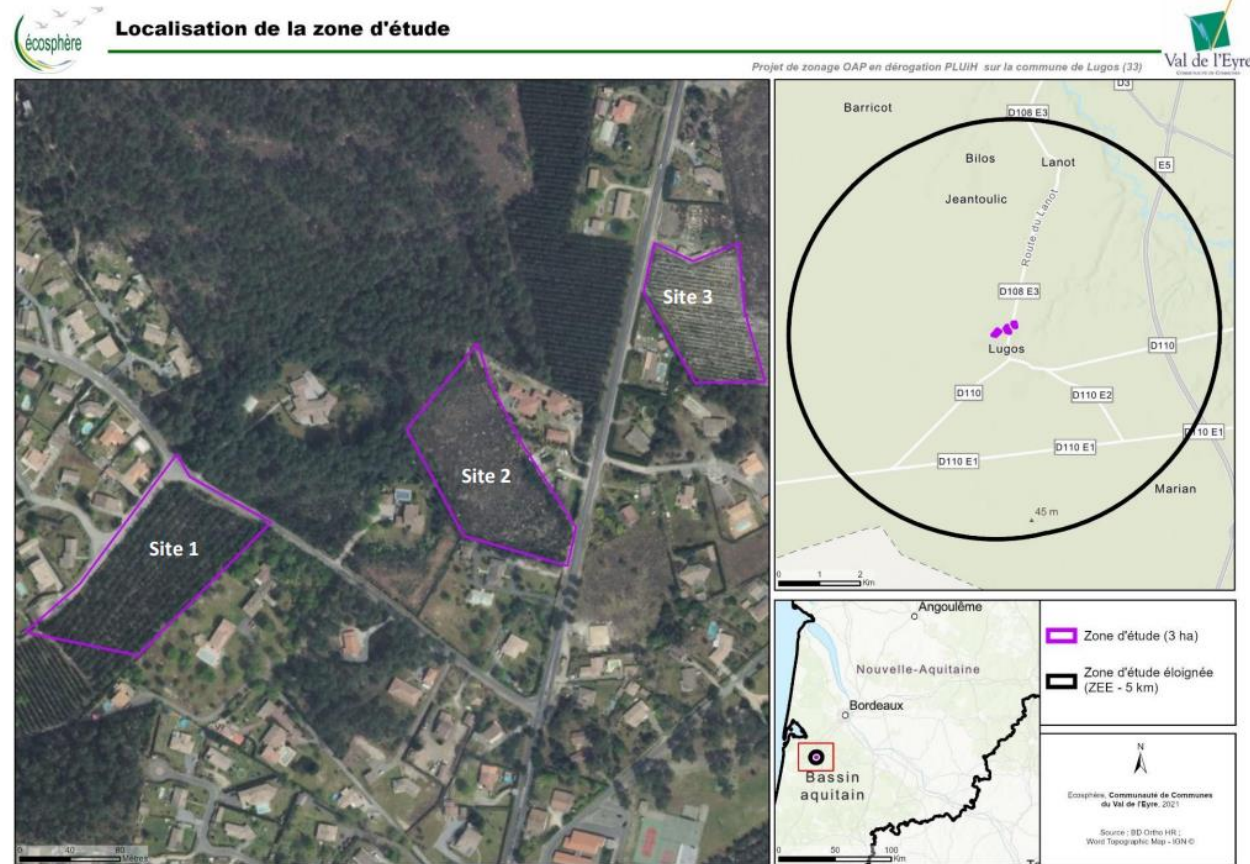 écosphère
Localisation de la zone d'étude
Projet de zonage OAP en dérogation PLUiH sur la commune de Lugos (33)
Val de l'Eyre
Site 1
Site 2
Site 3
0 40 80
Mètres
D3
Barricot
D108 E3
Bilos
Lanot
E5
Jeantoulic
Route du Lanot
D108 E3
Lugos
D110
D110
D110 E2
D110 E1
D110 E1
D110 E1
Marian
45 m
0 1 2
Km
Angoulême
Nouvelle-Aquitaine
Bordeaux
Bassin
aquitain
0 50 100
Km
Zone d'étude (3 ha)
Zone d'étude éloignée
(ZEE - 5 km)
N
Ecosphère, Communauté de Communes
du Val de l'Eyre, 2021
Source : BD Ortho HR ;
Word Topographic Map - IGN ©